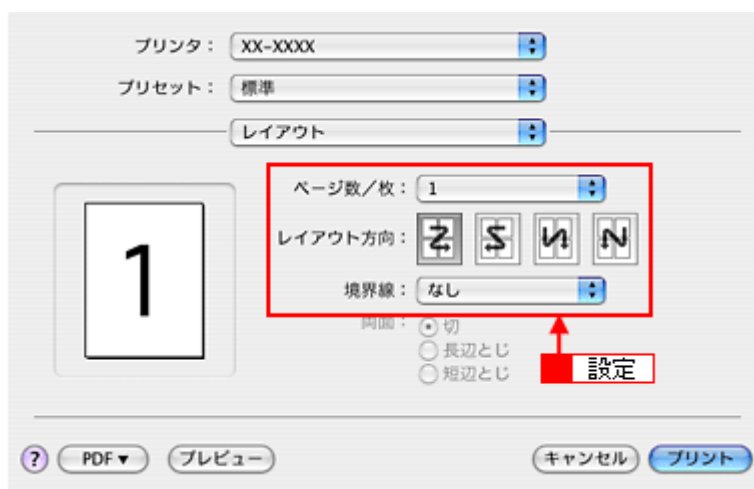 プリンタ： XX-XXXX
プリセット： 標準
レイアウト
ページ数／枚： 1
レイアウト方向：
境界線： なし
両面： 切
長辺とじ
短辺とじ
1
設定
? PDF▼ プレビュー キャンセル プリント